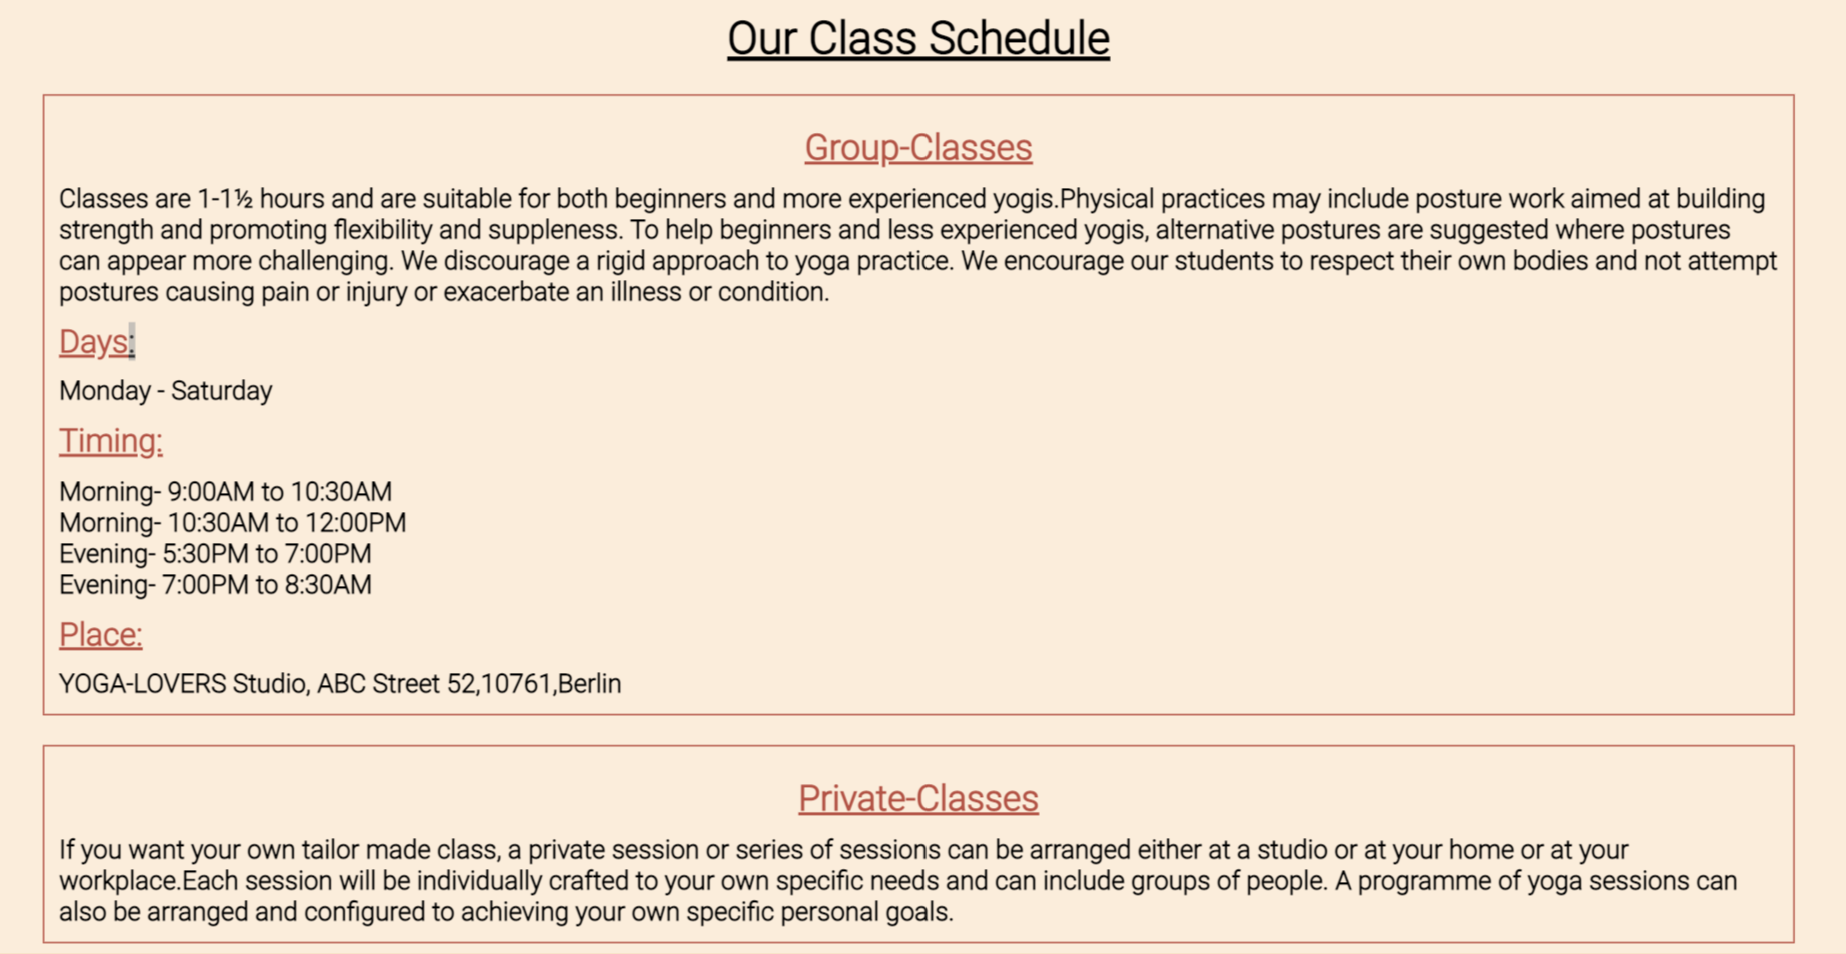 Our Class Schedule
Group-Classes
Classes are 1-1½ hours and are suitable for both beginners and more experienced yogis.Physical practices may include posture work aimed at building
strength and promoting flexibility and suppleness. To help beginners and less experienced yogis, alternative postures are suggested where postures
can appear more challenging. We discourage a rigid approach to yoga practice. We encourage our students to respect their own bodies and not attempt
postures causing pain or injury or exacerbate an illness or condition.
Days:
Monday - Saturday
Timing:
Morning- 9:00AM to 10:30AM
Morning- 10:30AM to 12:00PM
Evening- 5:30PM to 7:00PM
Evening- 7:00PM to 8:30AM
Place:
YOGA-LOVERS Studio, ABC Street 52,10761,Berlin
Private-Classes
If you want your own tailor made class, a private session or series of sessions can be arranged either at a studio or at your home or at your
workplace.Each session will be individually crafted to your own specific needs and can include groups of people. A programme of yoga sessions can
also be arranged and configured to achieving your own specific personal goals.